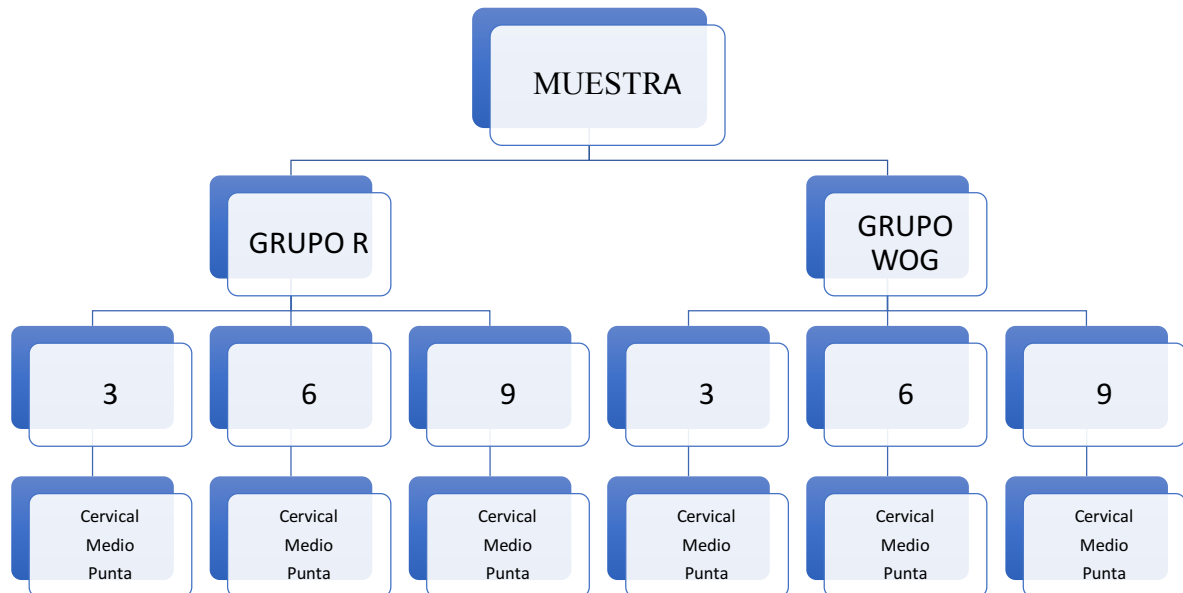 MUESTRA
GRUPO R
GRUPO
WOG
3
6
9
3
6
9
Cervical
Medio
Punta
Cervical
Medio
Punta
Cervical
Medio
Punta
Cervical
Medio
Punta
Cervical
Medio
Punta
Cervical
Medio
Punta